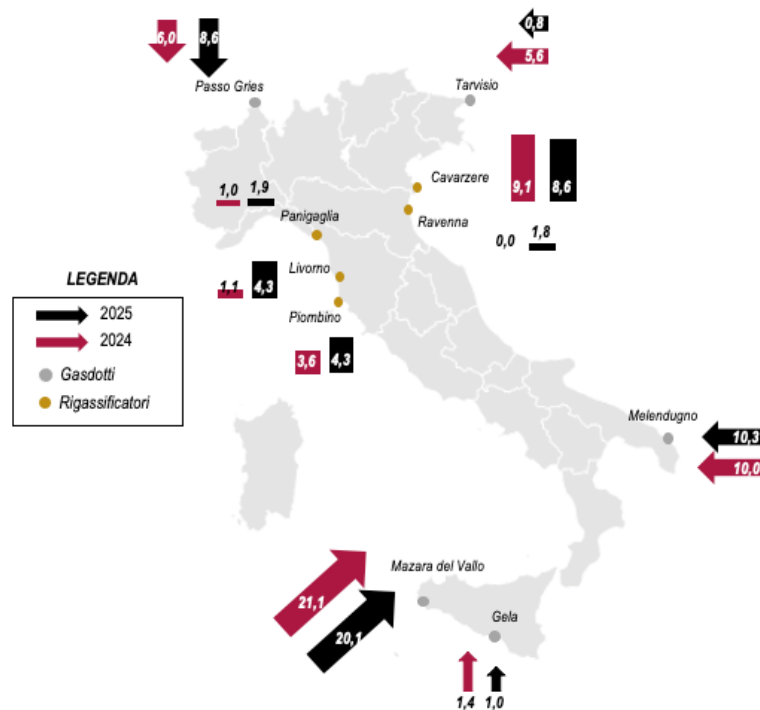 6,0
8,6
0,8
5,6
Passo Gries
Tarvisio
9,1
8,6
Cavarzere
1,0
1,9
Panigaglia
Ravenna
0,0
1,8
LEGENDA
2025
2024
Gasdotti
Rigassificatori
Livorno
1,1
4,3
Piombino
3,6
4,3
Melendugno
10,3
10,0
Mazara del Vallo
21,1
20,1
Gela
1,4
1,0